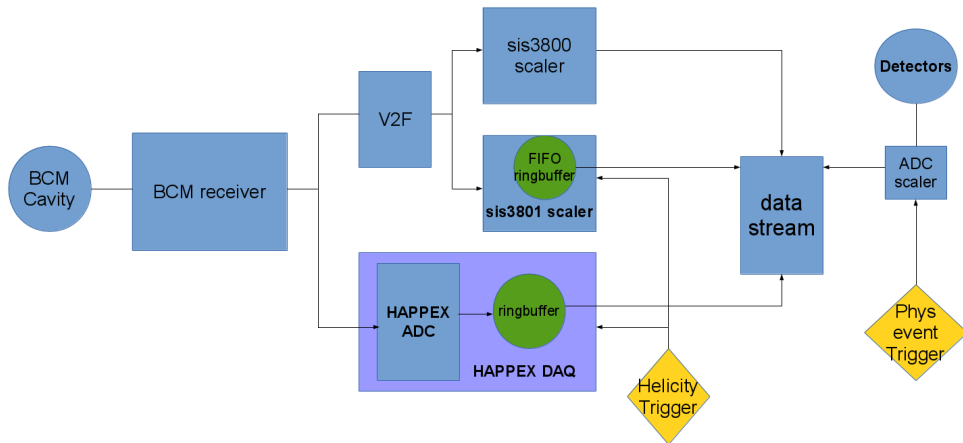 BCM
Cavity
BCM receiver
V2F
sis3800
scaler
FIFO
ringbuffer
sis3801 scaler
HAPPEX
ADC
ringbuffer
HAPPEX DAQ
Helicity
Trigger
data
stream
Detectors
ADC
scaler
Phys
event
Trigger